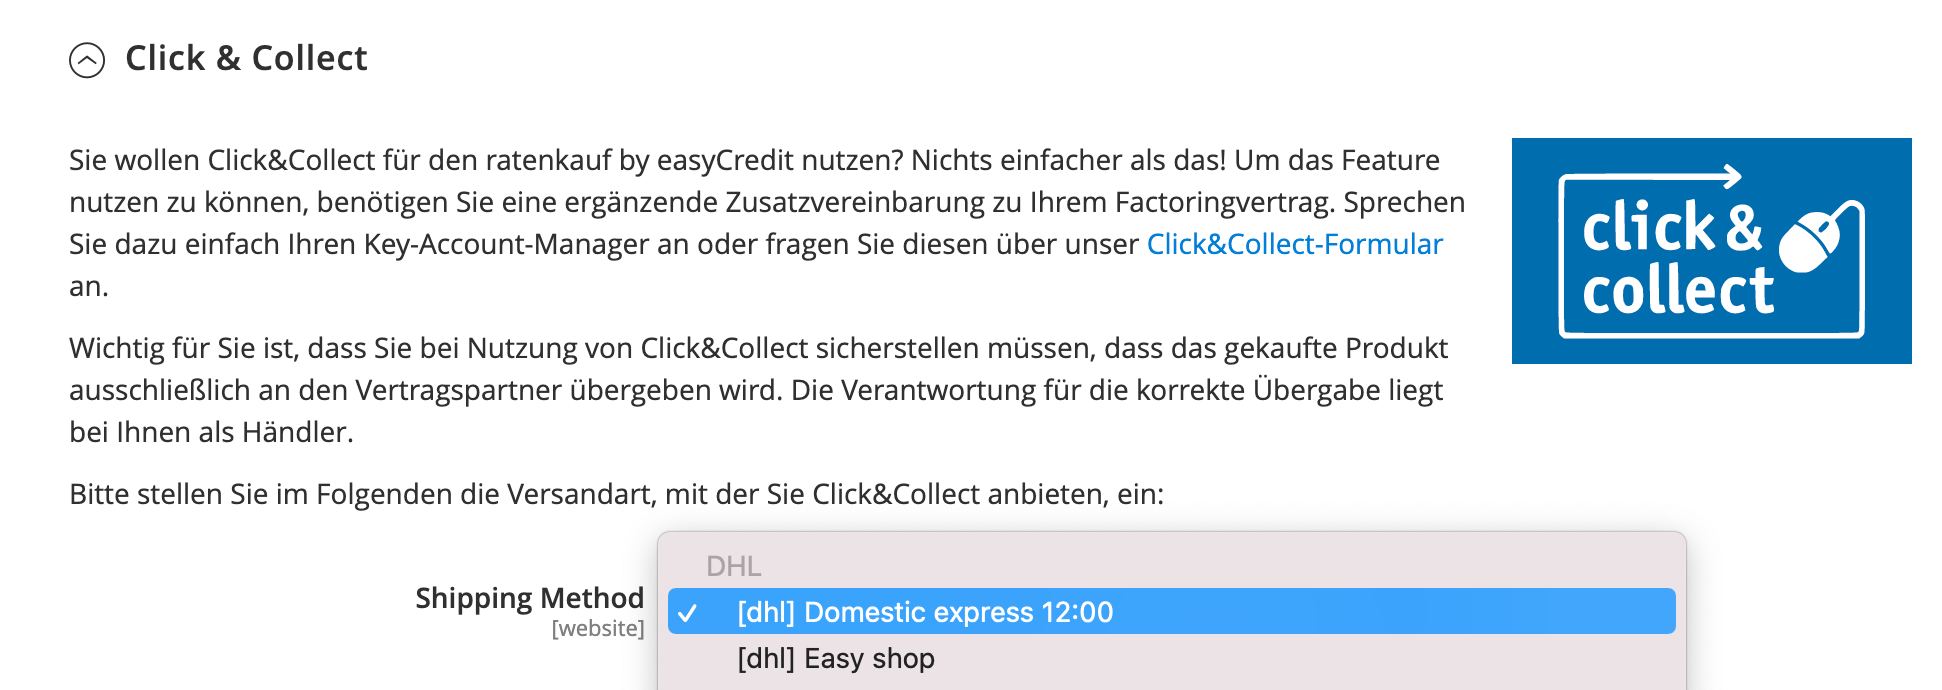 Click & Collect
Sie wollen Click&Collect für den ratenkauf by easyCredit nutzen? Nichts einfacher als das! Um das Feature
nutzen zu können, benötigen Sie eine ergänzende Zusatzvereinbarung zu Ihrem Factoringvertrag. Sprechen
Sie dazu einfach Ihren Key-Account-Manager an oder fragen Sie diesen über unser Click&Collect-Formular
an.
click &
collect
Wichtig für Sie ist, dass Sie bei Nutzung von Click&Collect sicherstellen müssen, dass das gekaufte Produkt
ausschließlich an den Vertragspartner übergeben wird. Die Verantwortung für die korrekte Übergabe liegt
bei Ihnen als Händler.
Bitte stellen Sie im Folgenden die Versandart, mit der Sie Click&Collect anbieten, ein:
Shipping Method
[website]
DHL
[dhl] Domestic express 12:00
[dhl] Easy shop